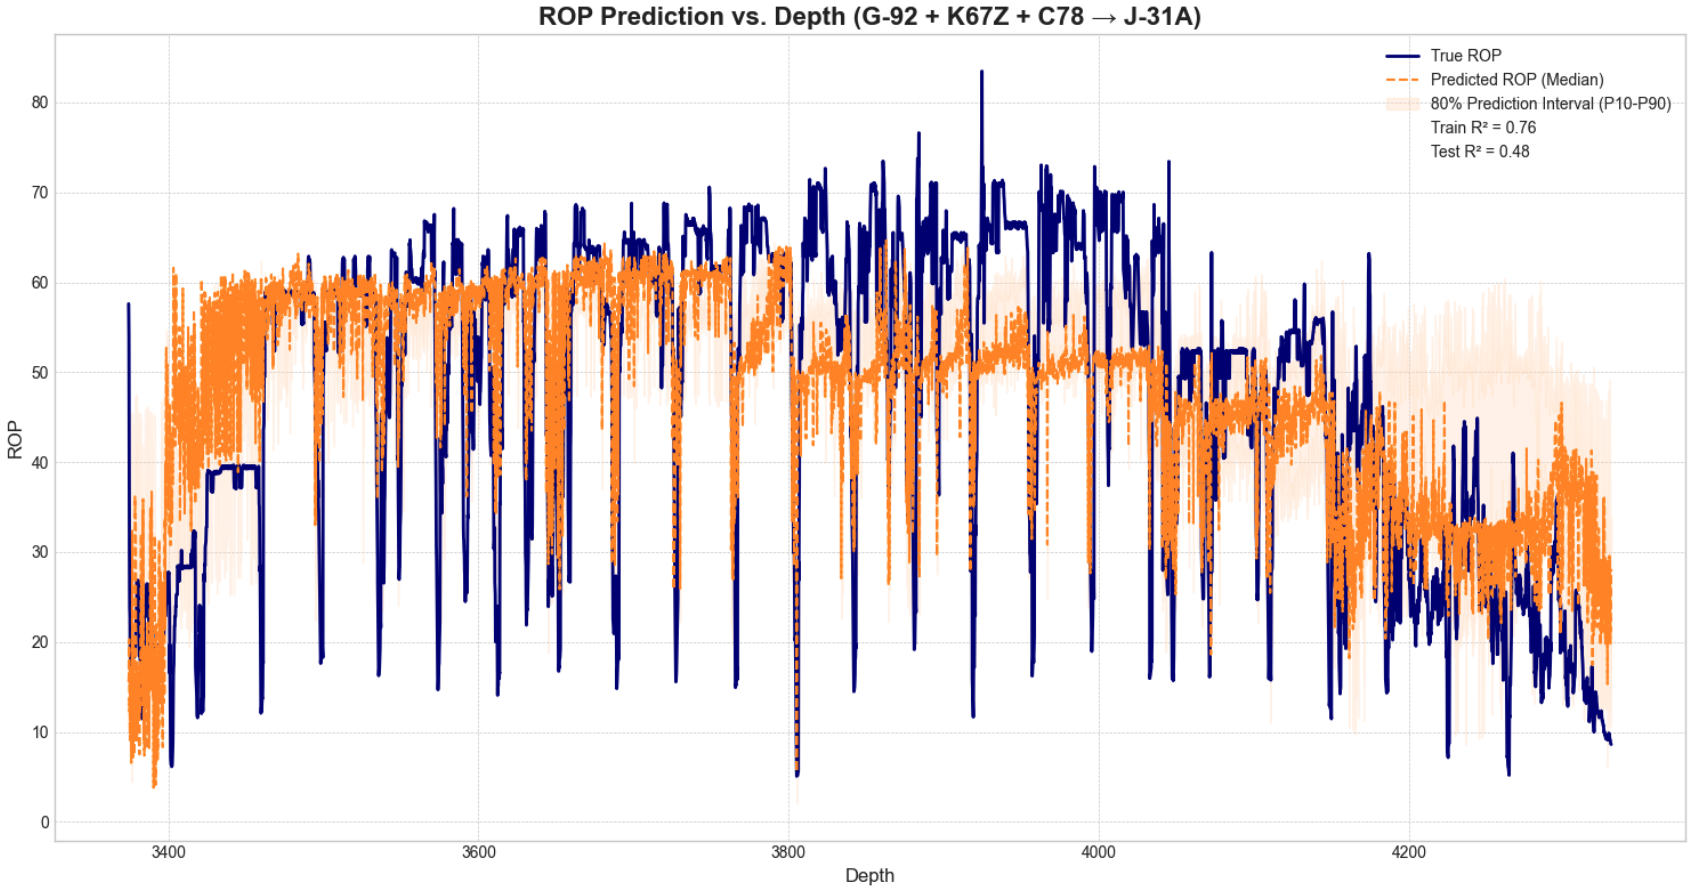 ROP Prediction vs. Depth (G-92 + K67Z + C78 → J-31A)
True ROP
Predicted ROP (Median)
80% Prediction Interval (P10-P90)
Train R² = 0.76
Test R² = 0.48
ROP
80
70
60
50
40
30
20
10
0
3400 3600 3800 4000 4200
Depth